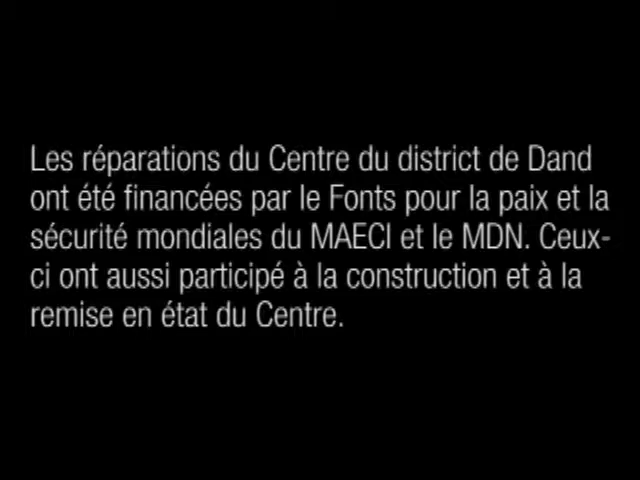 Les réparations du Centre du district de Dand
ont été financées par le Fonts pour la paix et la
sécurité mondiales du MAECI et le MDN. Ceux-
ci ont aussi participé à la construction et à la
remise en état du Centre.